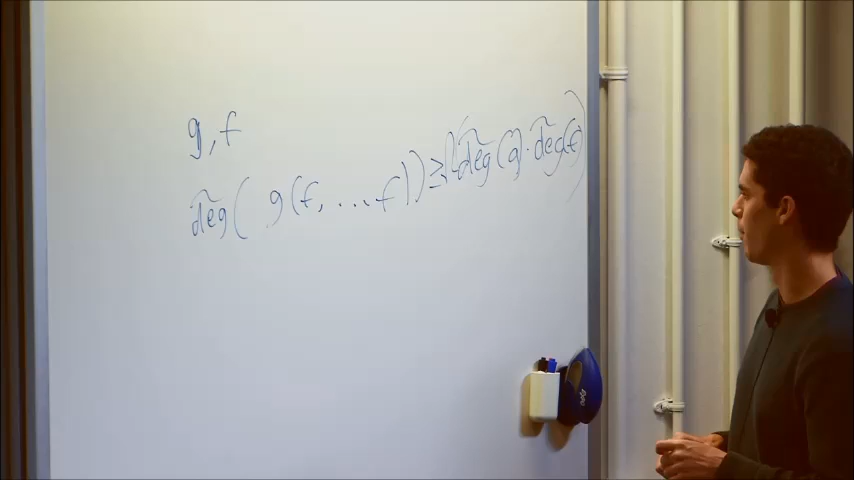 g, f
d̃eg( g(f, ... f)) ≥ Ω(d̃eg(g) · d̃eg(f))